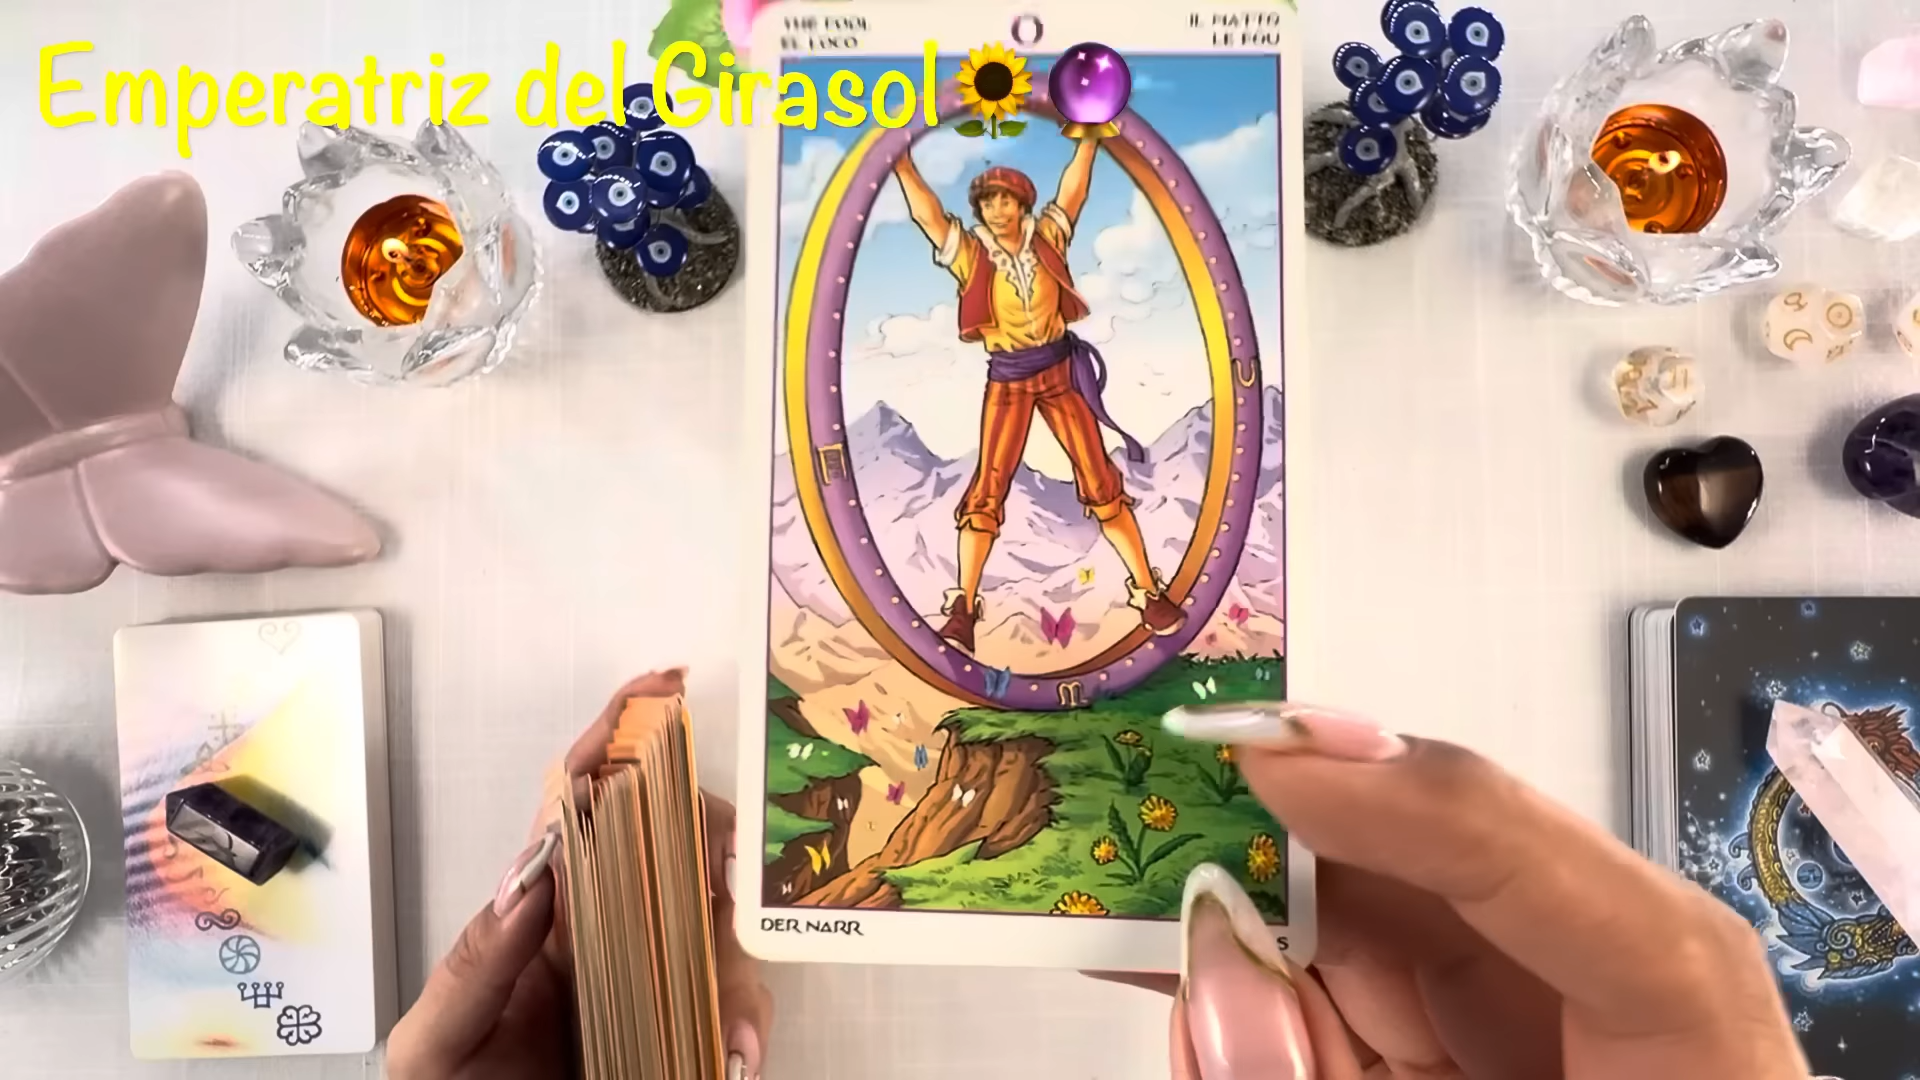 THE FOOL
EL LOCO
0
IL MATTO
LE FOU
Emperatriz del Girasol🌻🔮
DER NARR
S